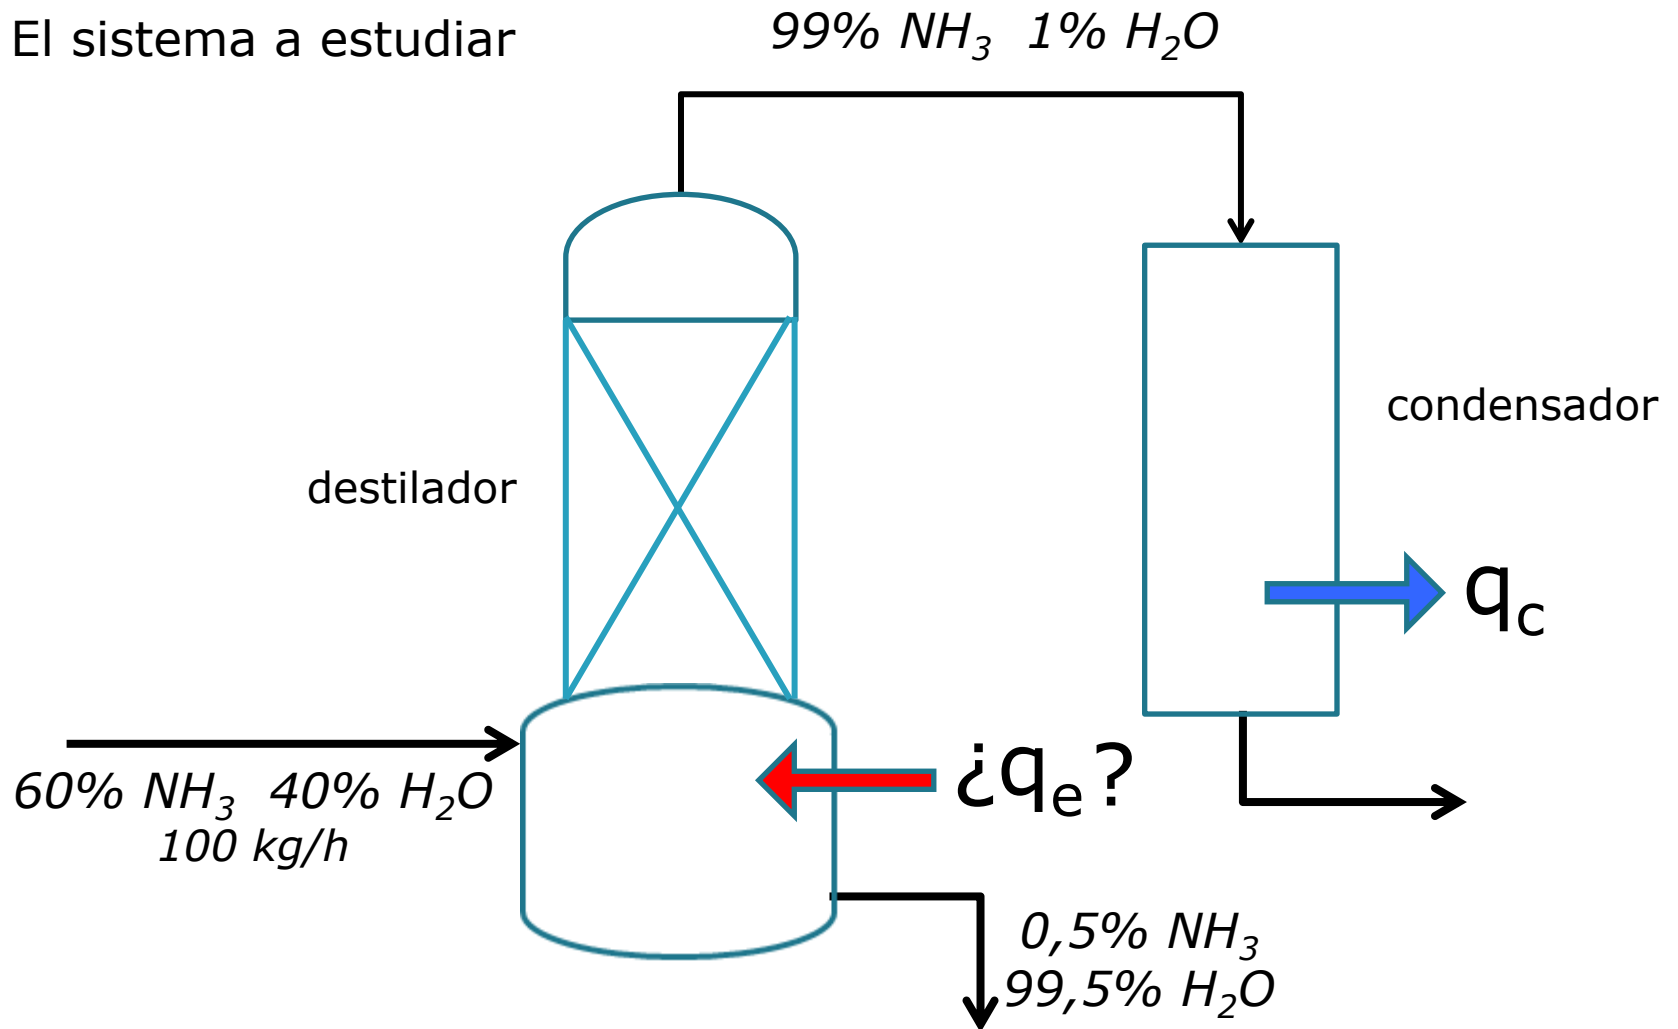 El sistema a estudiar
99% NH₃ 1% H₂O
condensador
destilador
q_c
¿qₑ?
60% NH₃ 40% H₂O
100 kg/h
0,5% NH₃
99,5% H₂O